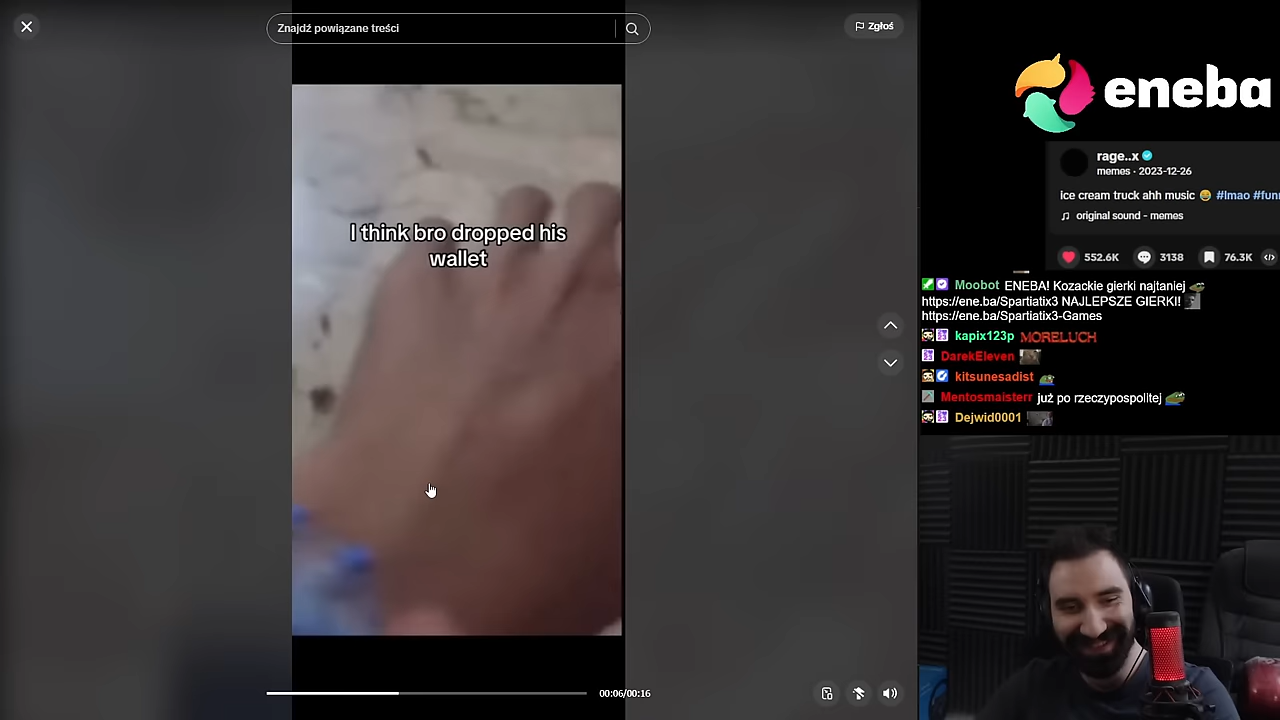 Znajdź powiązane treści
Zgłoś
I think bro dropped his
wallet
00:06/00:16
eneba
rage..x
memes · 2023-12-26
ice cream truck ahh music 😄 #lmao #fun
♫ original sound - memes
552.6K 3138 76.3K
Moobot ENEBA! Kozackie gierki najtaniej
https://ene.ba/Spartiatix3 NAJLEPSZE GIERKI!
https://ene.ba/Spartiatix3-Games
kapix123p MORELUCH
DarekEleven
kitsunesadist
Mentosmaisterr już po rzeczypospolitej
Dejwid0001